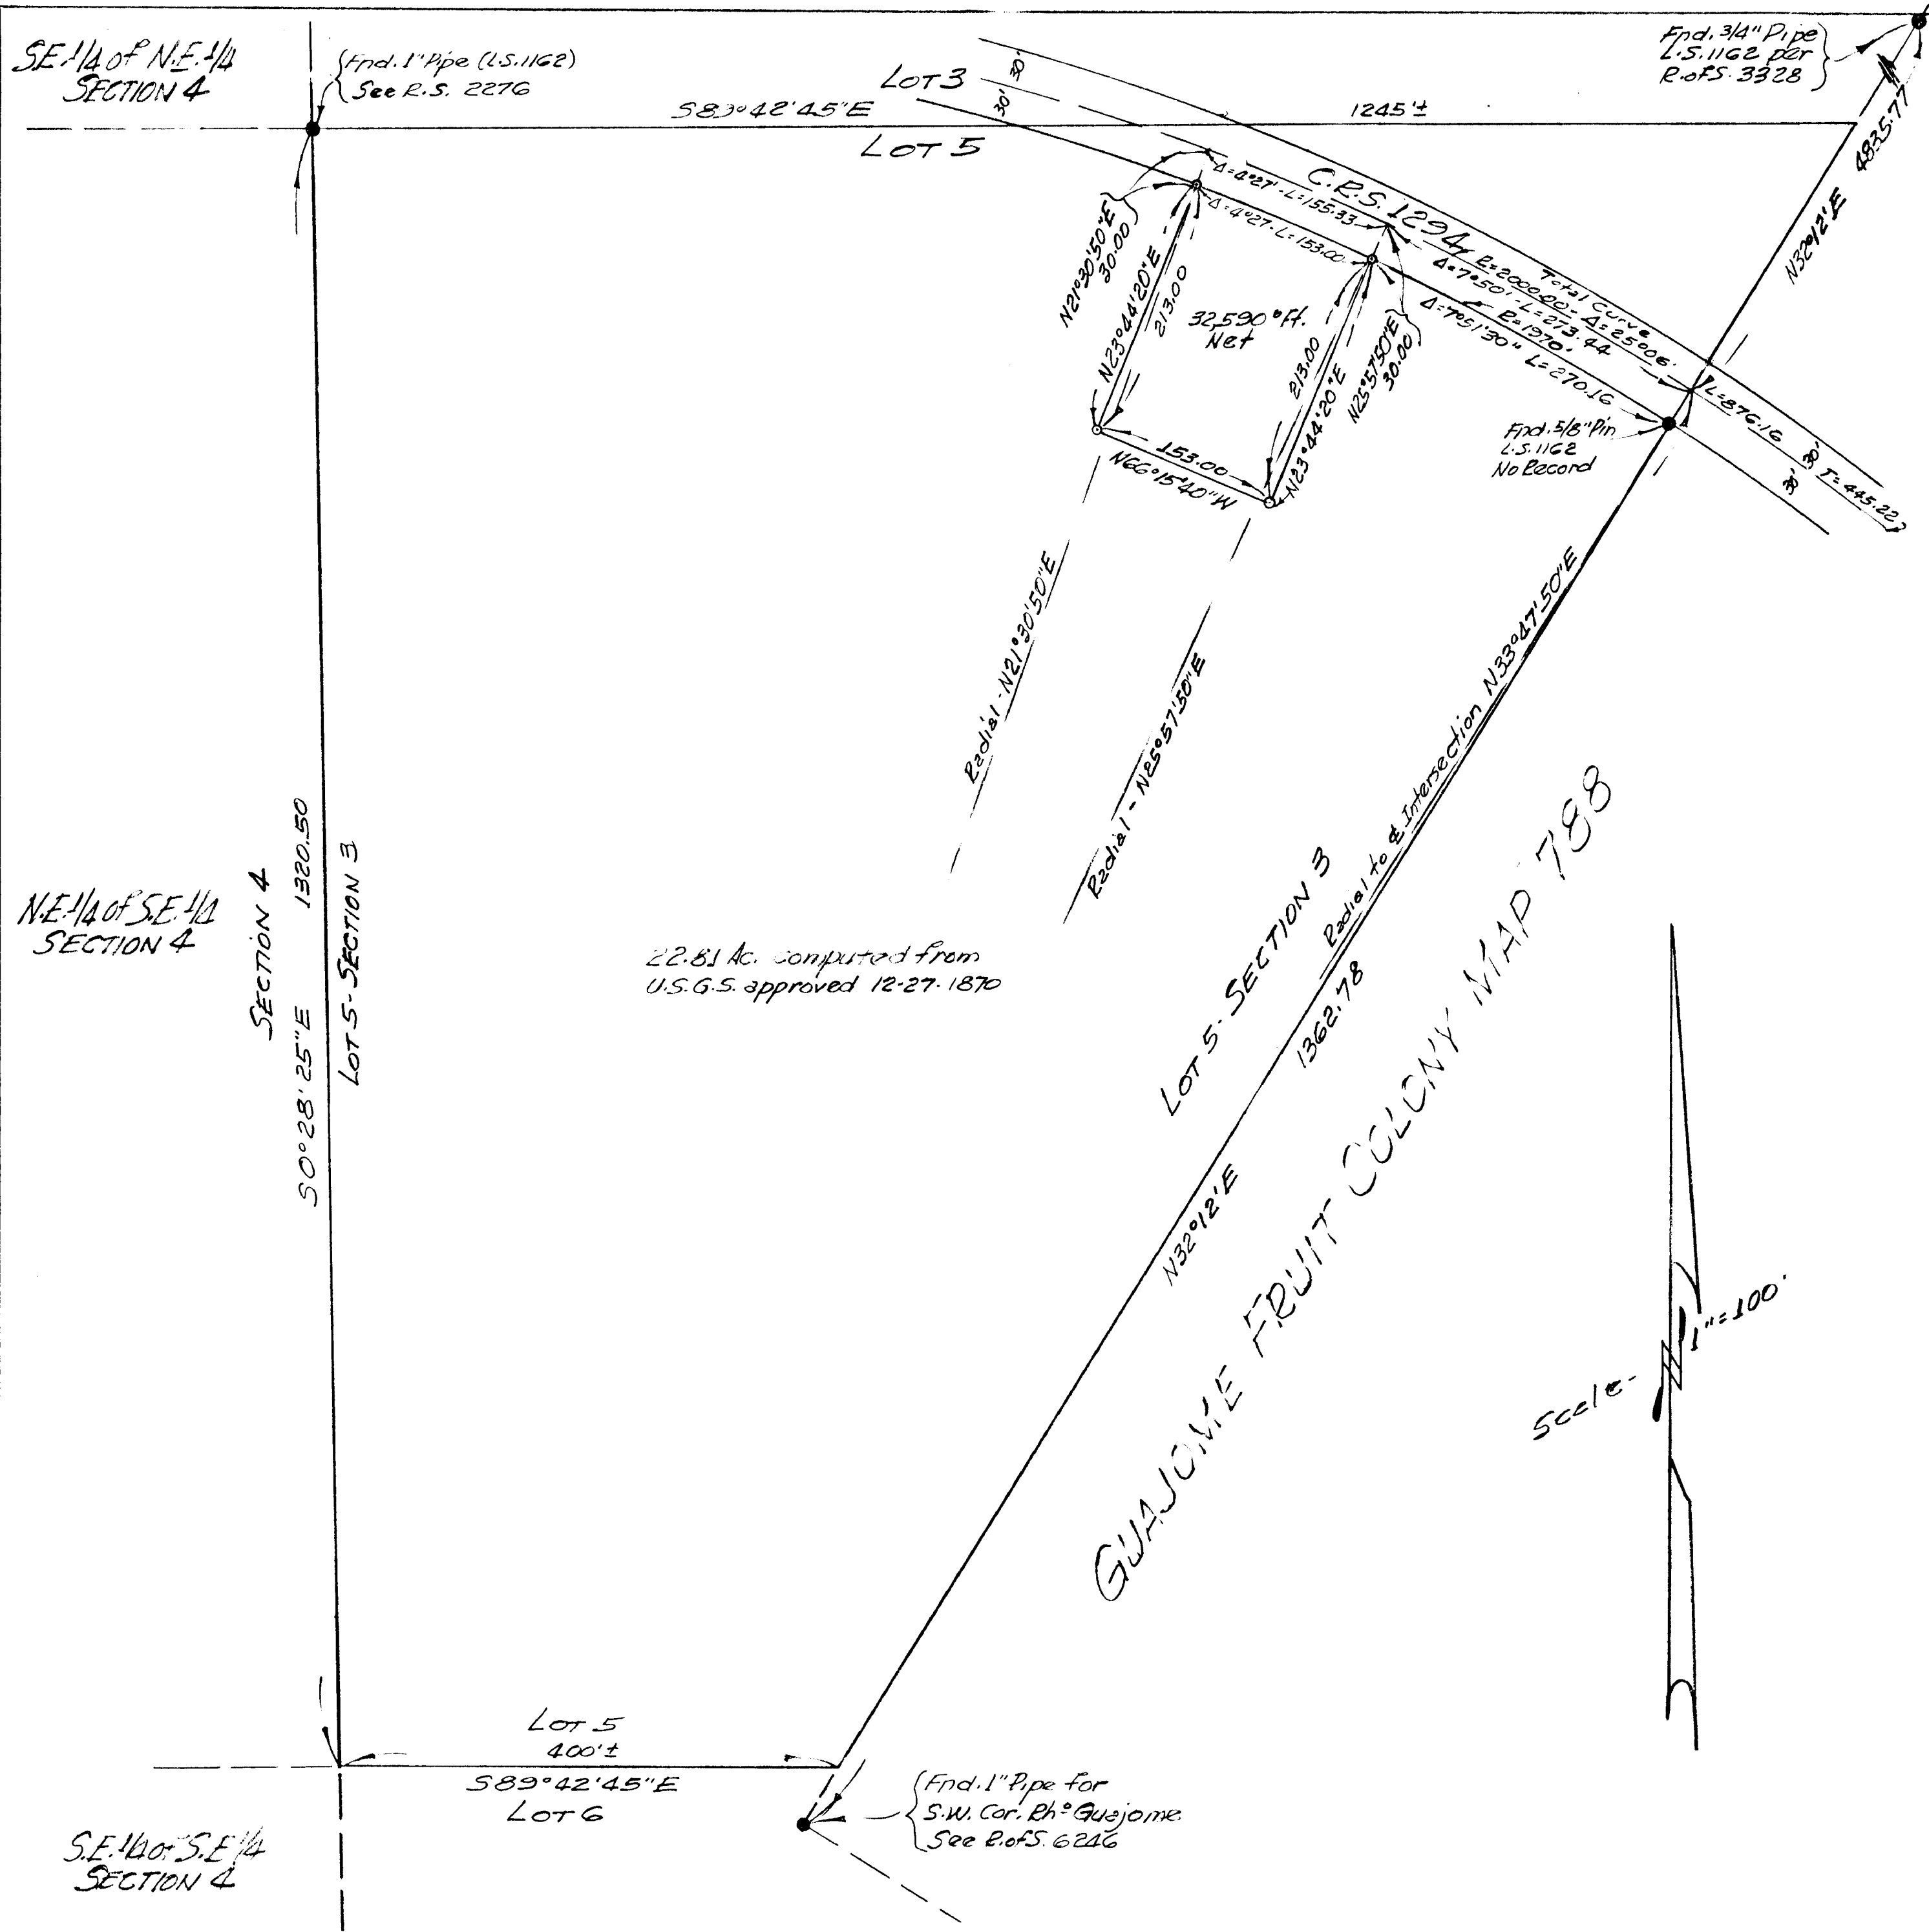 SE.1/4 of N.E.1/4
SECTION 4
Fnd. 1" Pipe (L.S.1162)
See R.S. 2276
LOT 3
30'
30'
Fnd. 3/4" Pipe
L.S.1162 per
R.ofS. 3328
S83°42'45"E
1245'±
LOT 5
4835.77
N32°12'E
C.R.S. 1294
Δ=4°27' - L=155.33
Δ=4°27 - L=153.00
R=2000.00 - Δ=25°06'
Total Curve
Δ=7°50' - L=273.44
R=1970.'
Δ=7°51'30" L=270.16
L=876.16
T=445.22
30'
30'
N21°30'50"E
30.00
N23°44'20"E
213.00
32,590 □Ft.
Net
213.00
N23°44'20"E
N25°57'50"E
30.00
153.00
N66°15'40"W
Fnd. 5/8" Pin
L.S.1162
No Record
Radial - N21°30'50"E
Radial - N25°57'50"E
Radial to ℄ Intersection N33°47'50"E
N.E.1/4 of S.E.1/4
SECTION 4
SECTION 4
S0°28'25"E 1320.50
LOT 5 - SECTION 3
22.81 Ac. computed from
U.S.G.S. approved 12-27-1870
LOT 5 - SECTION 3
1362.78
N32°12'E
GUAJOME FRUIT COLONY MAP 788
Scale - 1"=100'
N
LOT 5
400'±
S89°42'45"E
LOT 6
Fnd. 1" Pipe for
S.W. Cor. Rho Guajome
See R.ofS. 6246
S.E.1/4 of S.E.1/4
SECTION 4